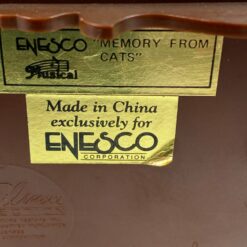 ENESCO "MEMORY FROM
Musical CATS"
Made in China
exclusively for
ENESCO
CORPORATION